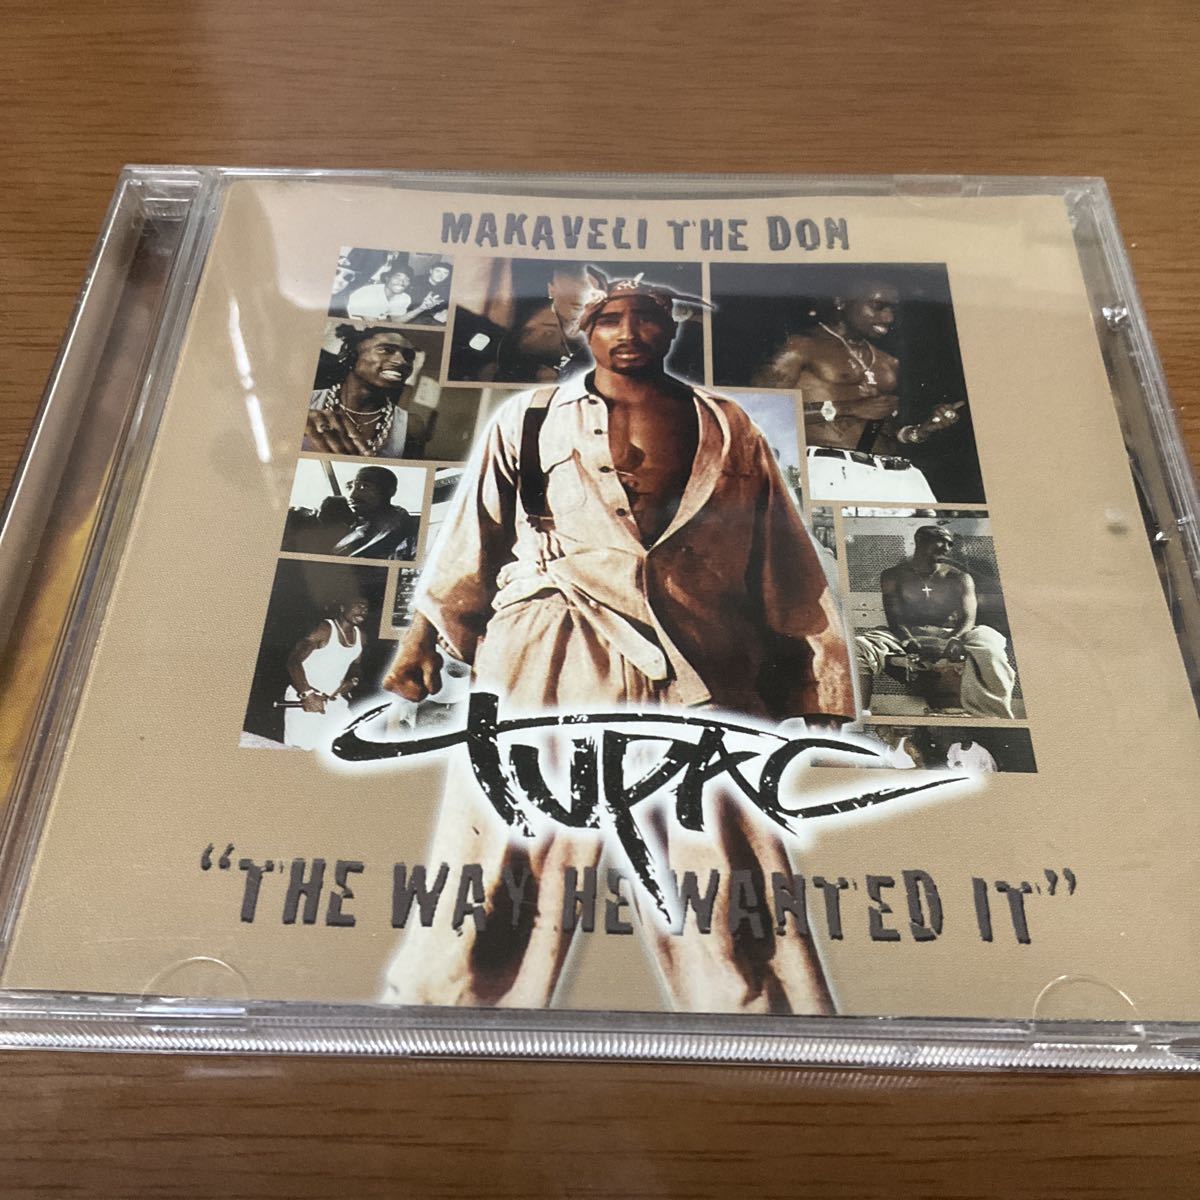 MAKAVELI THE DON
TUPAC
“THE WAY HE WANTED IT”